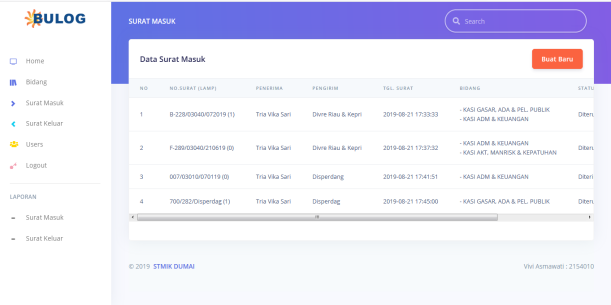 BULOG
SURAT MASUK
Search
Home
Bidang
Surat Masuk
Surat Keluar
Users
Logout
LAPORAN
Surat Masuk
Surat Keluar
Data Surat Masuk
Buat Baru
NO NO.SURAT (LAMP) PENERIMA PENGIRIM TGL. SURAT BIDANG STATU
1 B-228/03040/072019 (1) Tria Vika Sari Divre Riau & Kepri 2019-08-21 17:33:33 - KASI GASAR, ADA & PEL. PUBLIK Diteri
- KASI ADM & KEUANGAN
2 F-289/03040/210619 (0) Tria Vika Sari Divre Riau & Kepri 2019-08-21 17:37:32 - KASI ADM & KEUANGAN Diteri
- KASI AKT, MANRISK & KEPATUHAN
3 007/03010/070119 (0) Tria Vika Sari Disperdang 2019-08-21 17:41:51 - KASI ADM & KEUANGAN Diteri
4 700/282/Disperdag (1) Tria Vika Sari Disperdag 2019-08-21 17:45:00 - KASI GASAR, ADA & PEL. PUBLIK Diteri
© 2019 STMIK DUMAI
Vivi Asmawati : 2154010